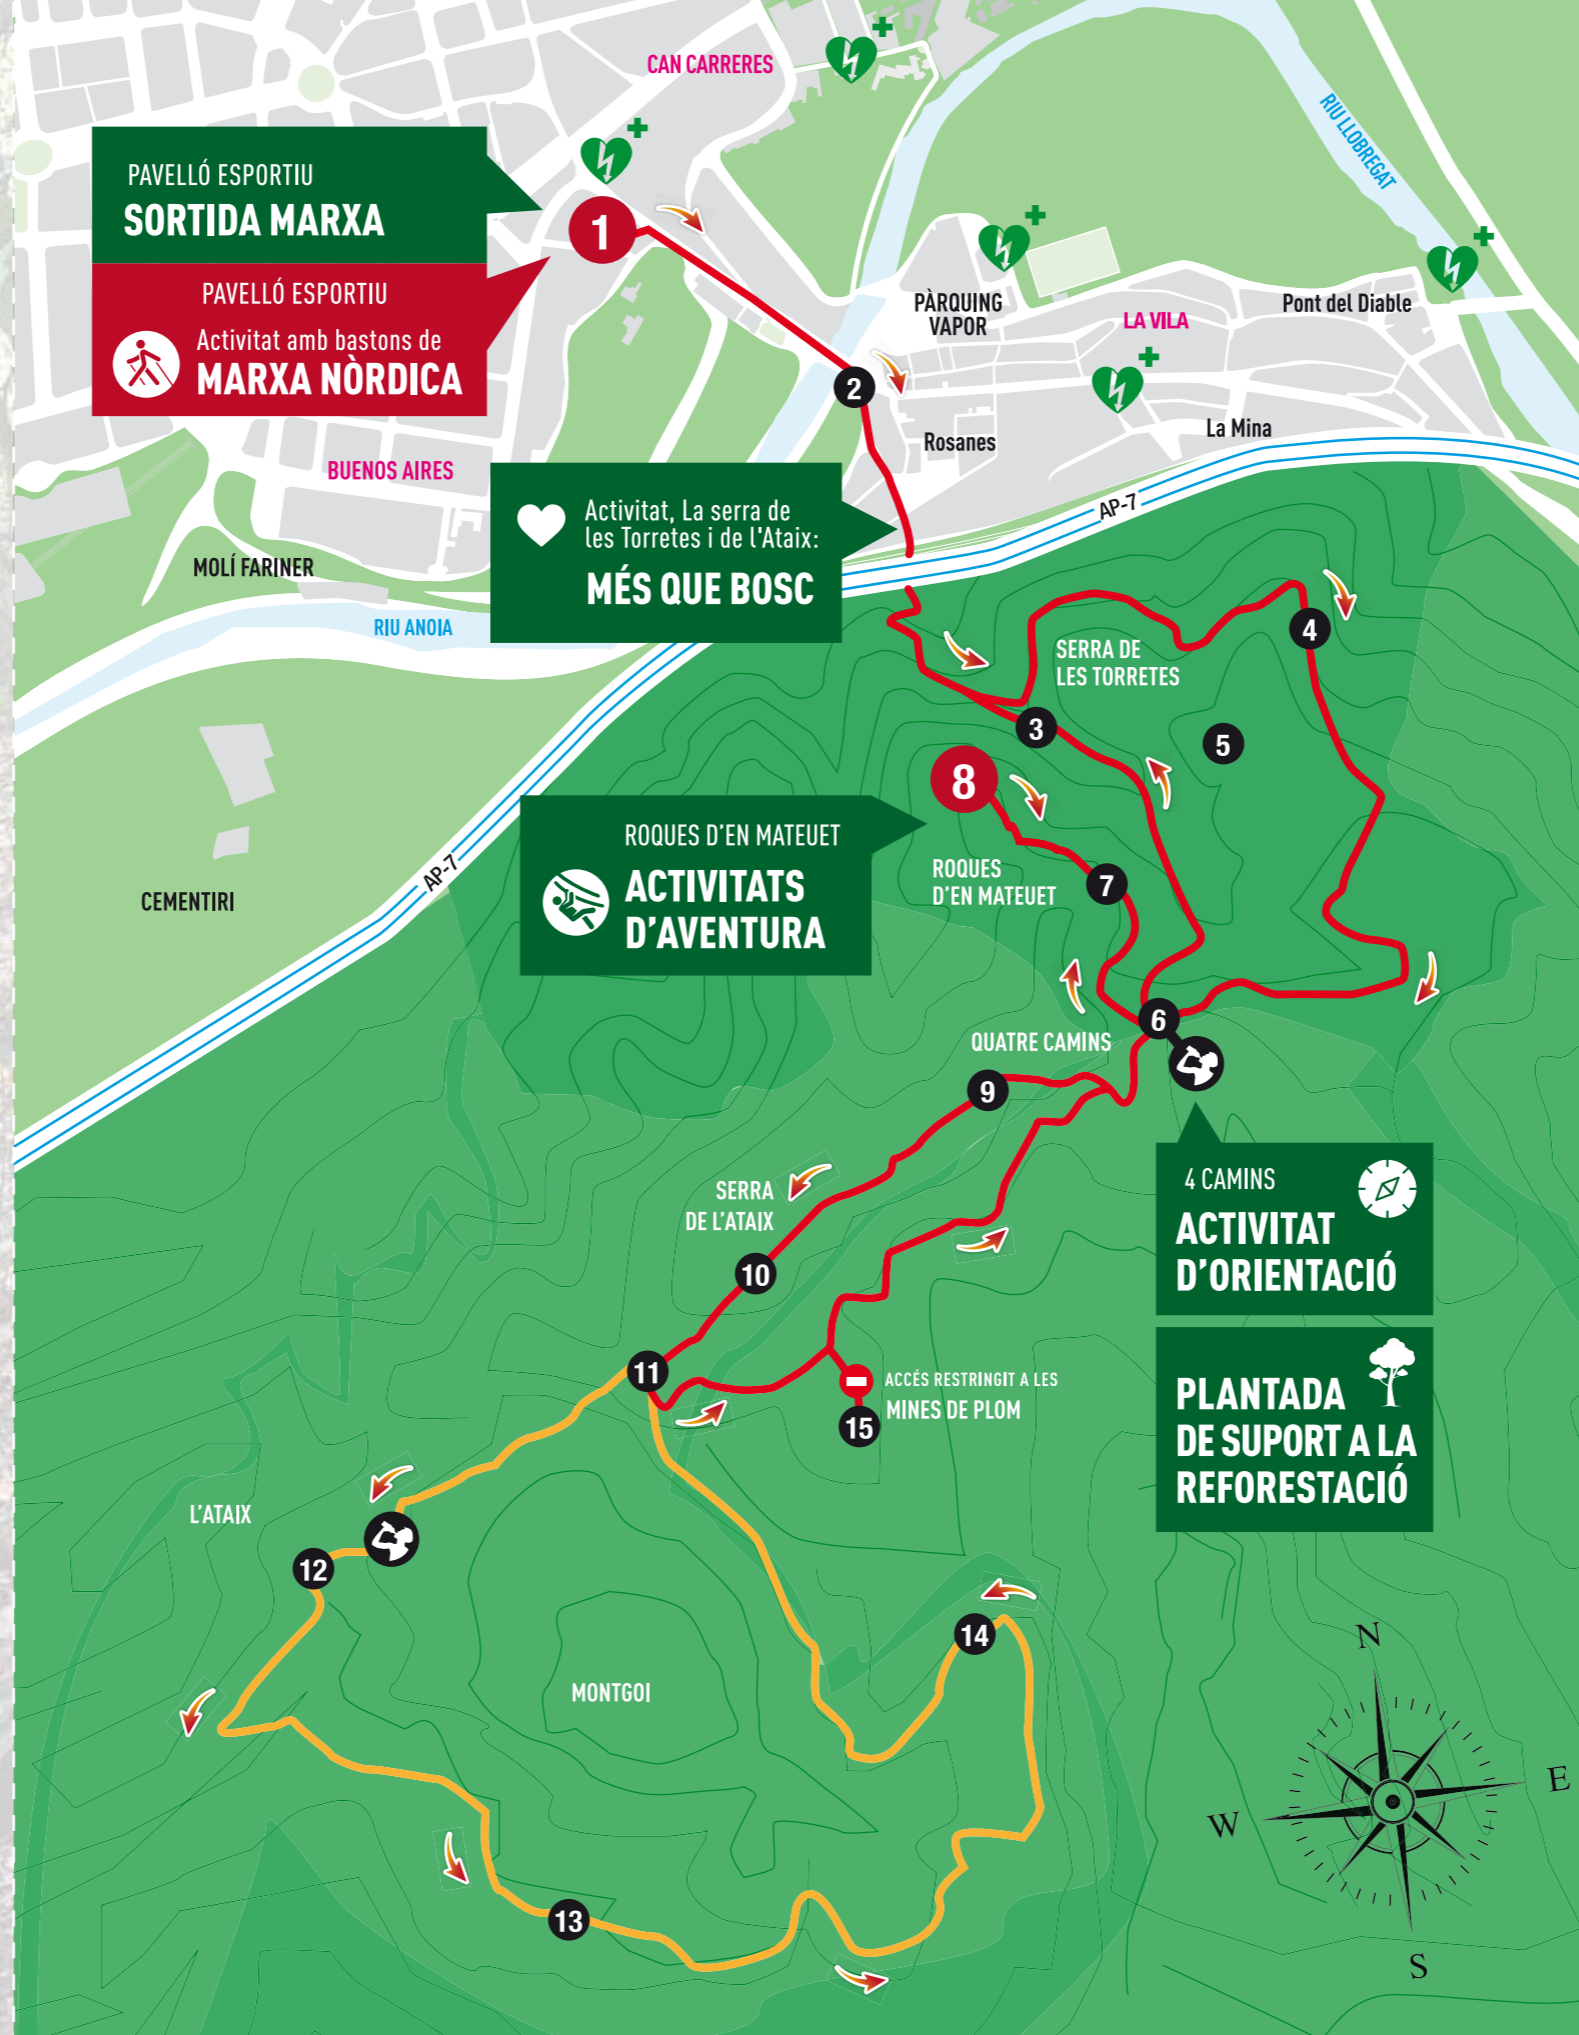 CAN CARRERES
RIU LLOBREGAT
PAVELLÓ ESPORTIU
SORTIDA MARXA
1
PAVELLÓ ESPORTIU
Activitat amb bastons de
MARXA NÒRDICA
PÀRQUING
VAPOR
LA VILA
Pont del Diable
2
Rosanes
La Mina
BUENOS AIRES
AP-7
Activitat, La serra de
les Torretes i de l'Ataix:
MÉS QUE BOSC
MOLÍ FARINER
RIU ANOIA
4
SERRA DE
LES TORRETES
3
5
8
ROQUES D'EN MATEUET
ACTIVITATS
D'AVENTURA
ROQUES
D'EN MATEUET
7
AP-7
CEMENTIRI
6
QUATRE CAMINS
9
4 CAMINS
ACTIVITAT
D'ORIENTACIÓ
SERRA
DE L'ATAIX
10
11
ACCÉS RESTRINGIT A LES
MINES DE PLOM
15
PLANTADA
DE SUPORT A LA
REFORESTACIÓ
L'ATAIX
12
14
MONTGOI
13
N
E
W
S